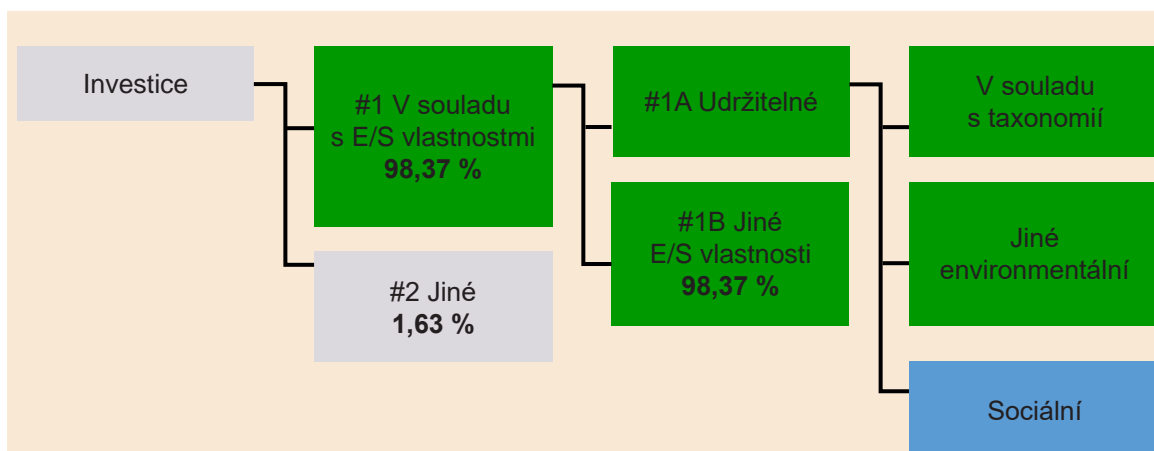 Investice
#1 V souladu
s E/S vlastnostmi
98,37 %
#2 Jiné
1,63 %
#1A Udržitelné
#1B Jiné
E/S vlastnosti
98,37 %
V souladu
s taxonomií
Jiné
environmentální
Sociální